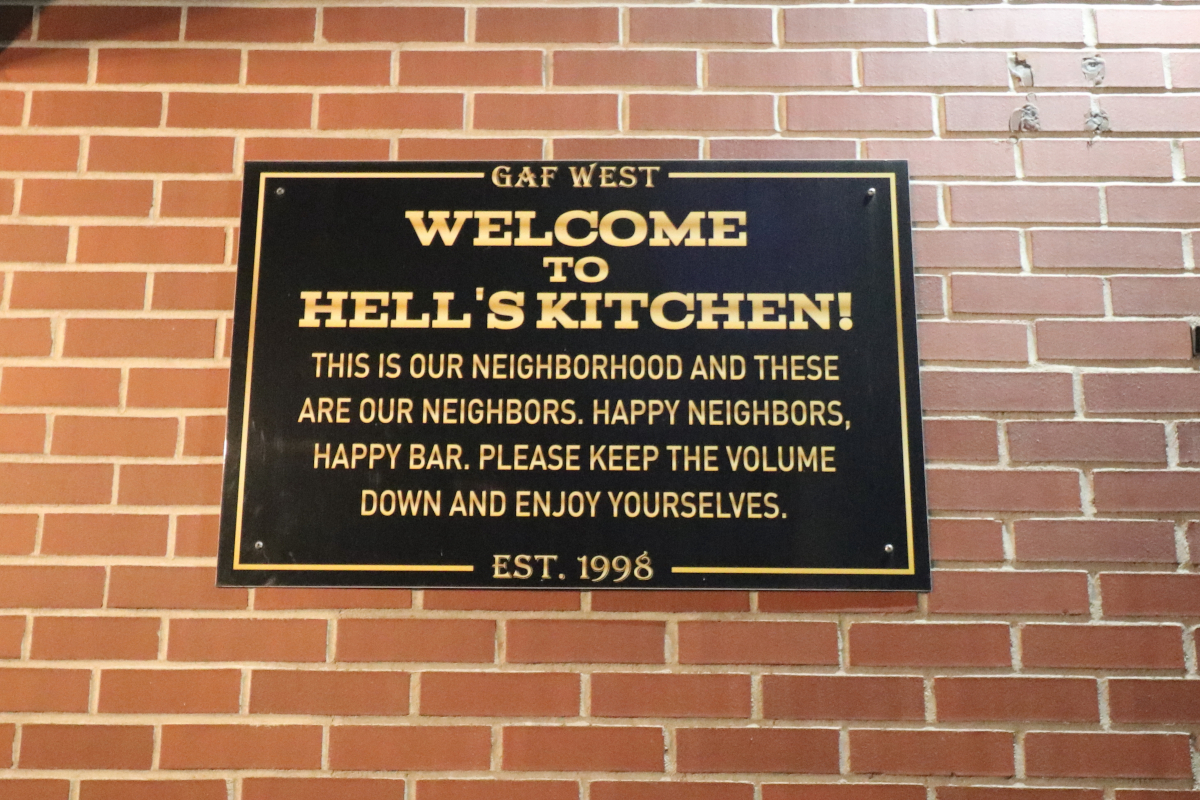 GAF WEST
WELCOME
TO
HELL'S KITCHEN!
THIS IS OUR NEIGHBORHOOD AND THESE
ARE OUR NEIGHBORS. HAPPY NEIGHBORS,
HAPPY BAR. PLEASE KEEP THE VOLUME
DOWN AND ENJOY YOURSELVES.
EST. 1998